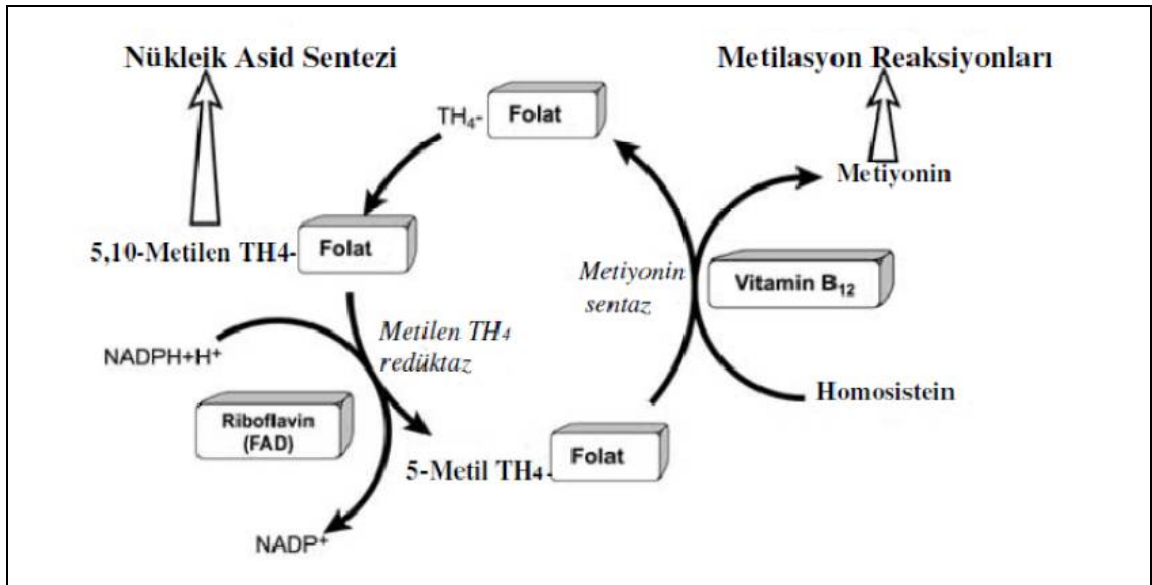 Nükleik Asid Sentezi
Metilasyon Reaksiyonları
TH4- Folat
Metiyonin
5,10-Metilen TH4- Folat
Metiyonin
sentaz
Vitamin B12
Metilen TH4
redüktaz
NADPH+H+
Homosistein
Riboflavin
(FAD)
5-Metil TH4- Folat
NADP+